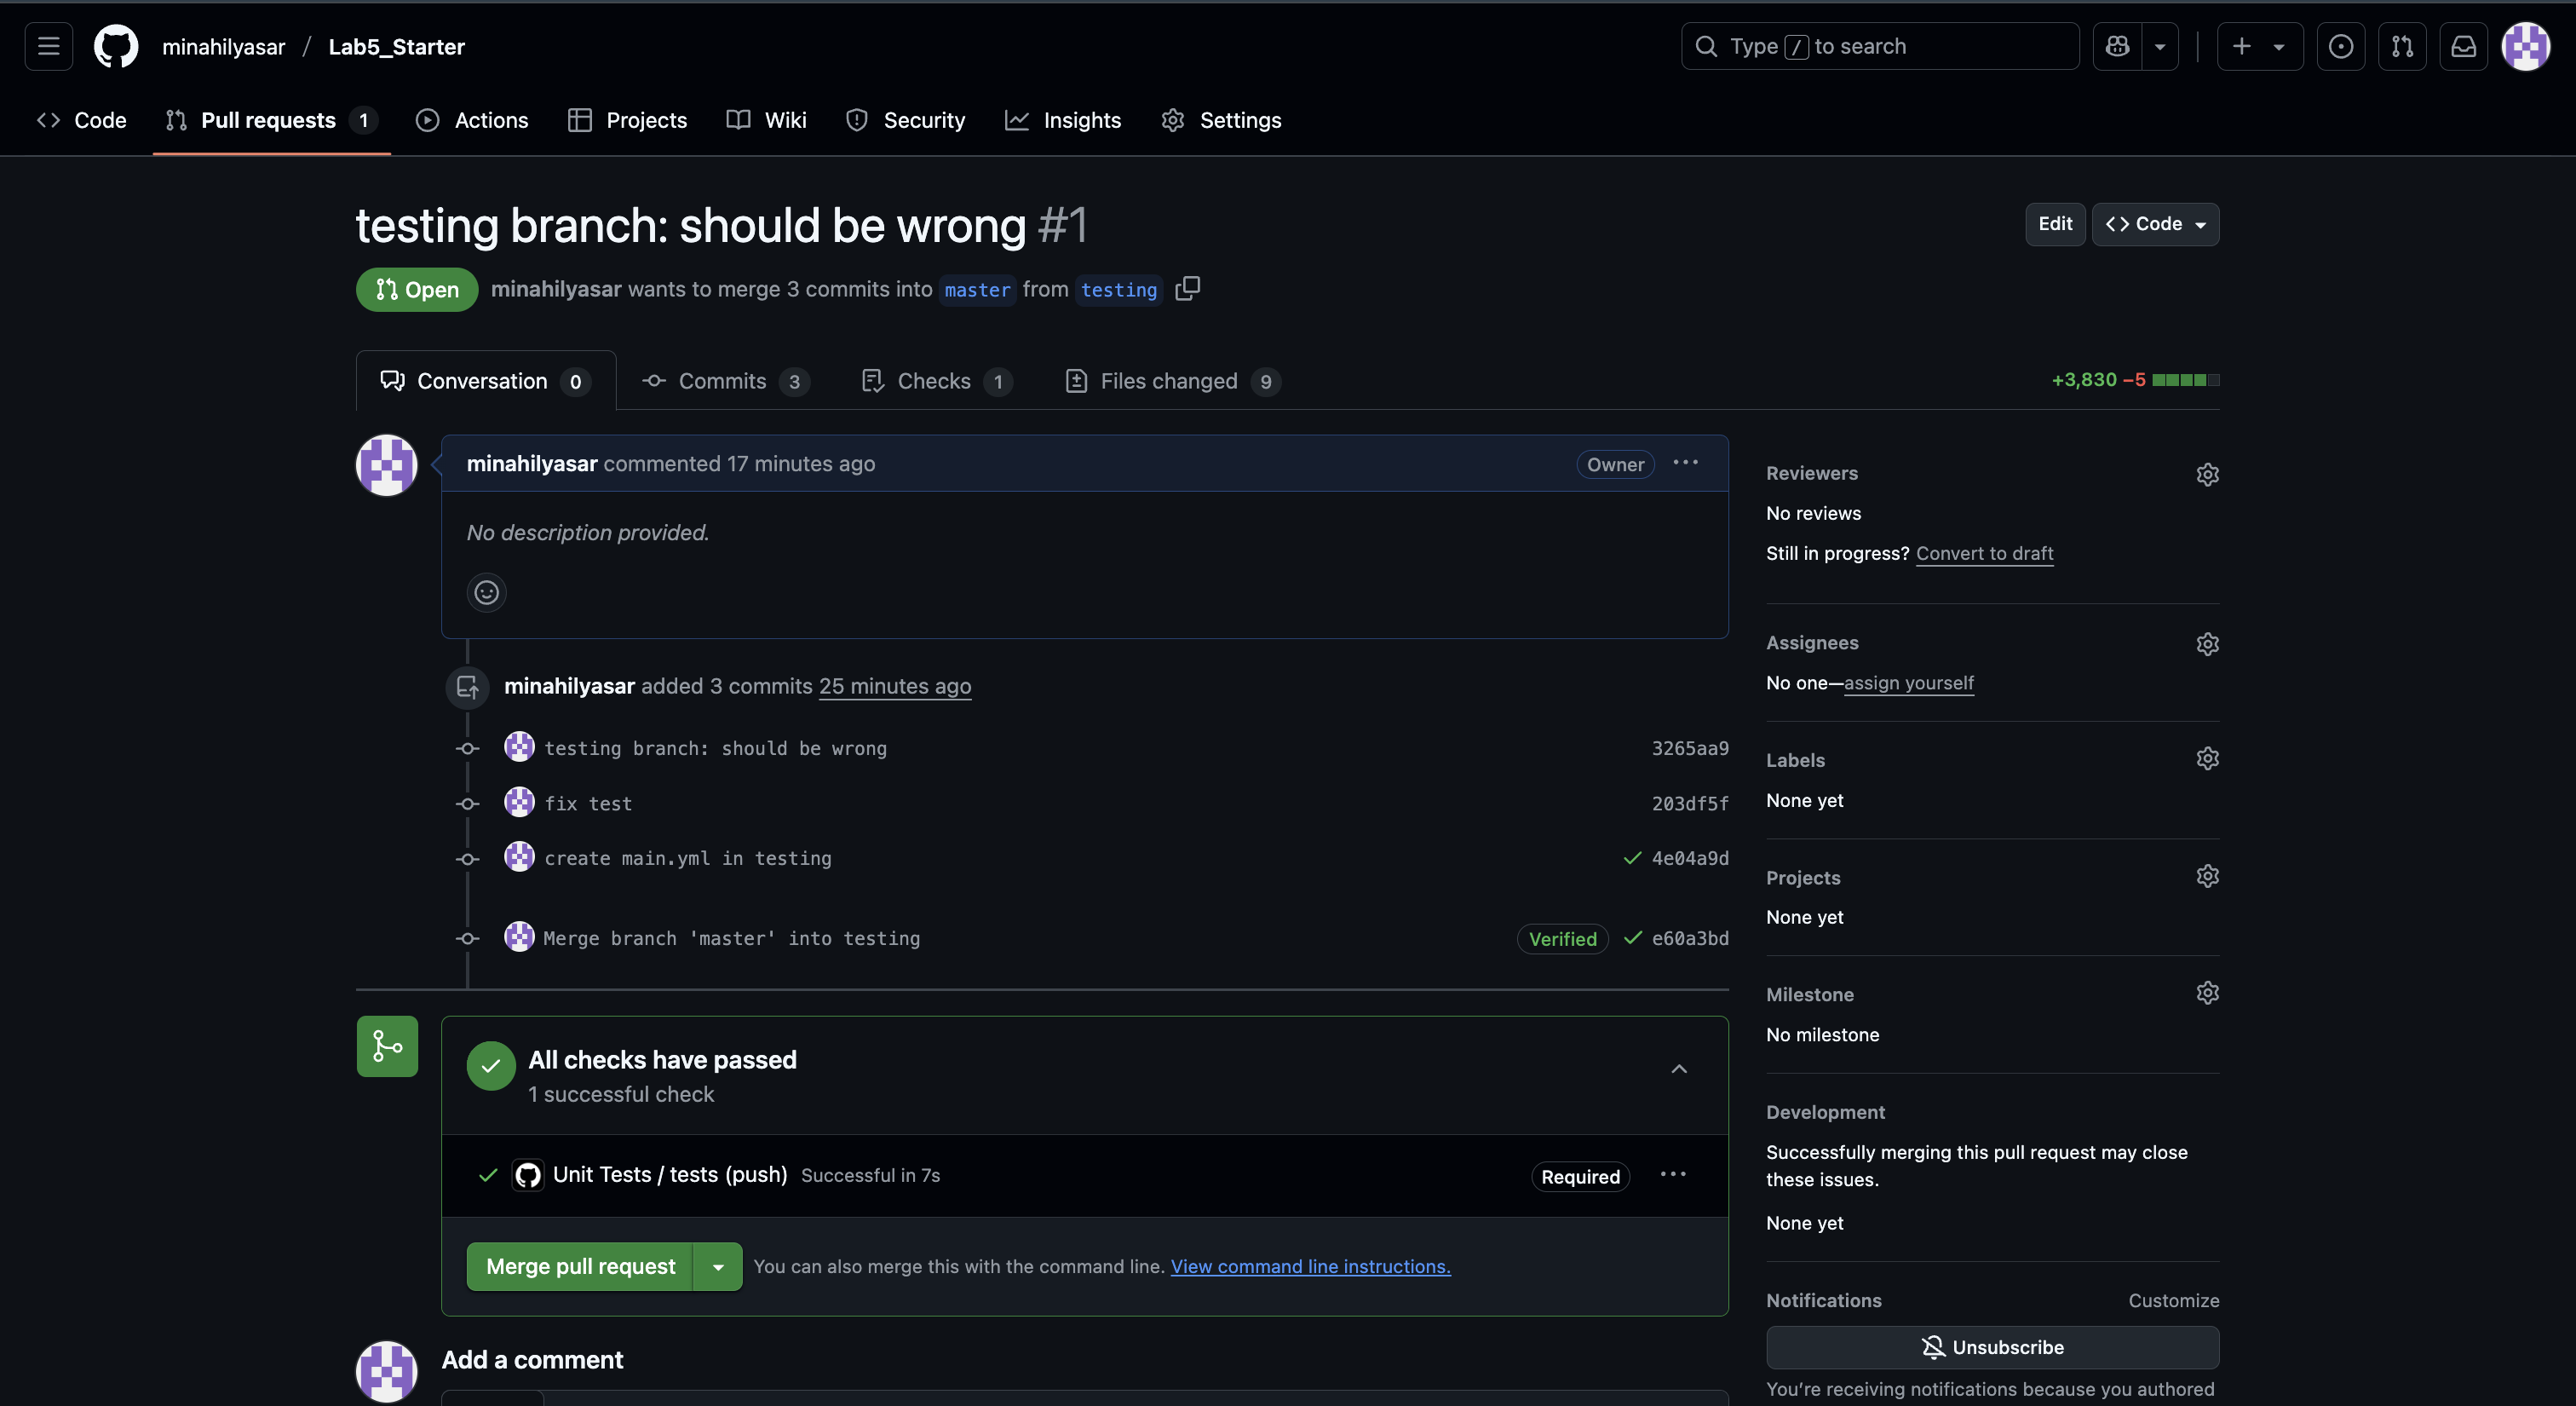 minahilyasar / Lab5_Starter
Type / to search
Code
Pull requests 1
Actions
Projects
Wiki
Security
Insights
Settings
testing branch: should be wrong #1
Edit
Code
Open
minahilyasar wants to merge 3 commits into master from testing
Conversation 0
Commits 3
Checks 1
Files changed 9
+3,830 −5
minahilyasar commented 17 minutes ago
Owner
No description provided.
minahilyasar added 3 commits 25 minutes ago
testing branch: should be wrong 3265aa9
fix test 203df5f
create main.yml in testing 4e04a9d
Merge branch 'master' into testing Verified e60a3bd
All checks have passed
1 successful check
Unit Tests / tests (push) Successful in 7s Required
Merge pull request
You can also merge this with the command line. View command line instructions.
Add a comment
Reviewers
No reviews
Still in progress? Convert to draft
Assignees
No one—assign yourself
Labels
None yet
Projects
None yet
Milestone
No milestone
Development
Successfully merging this pull request may close
these issues.
None yet
Notifications Customize
Unsubscribe
You're receiving notifications because you authored